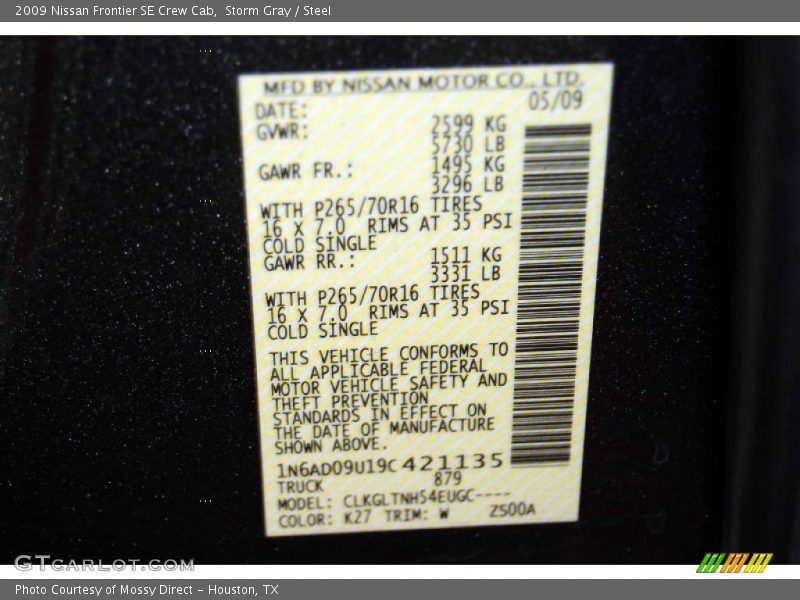 2009 Nissan Frontier SE Crew Cab,  Storm Gray / Steel
MFD BY NISSAN MOTOR CO., LTD.
DATE: 05/09
GVWR: 2599 KG
5730 LB
GAWR FR.: 1495 KG
3296 LB
WITH P265/70R16 TIRES
16 X 7.0 RIMS AT 35 PSI
COLD SINGLE
GAWR RR.: 1511 KG
3331 LB
WITH P265/70R16 TIRES
16 X 7.0 RIMS AT 35 PSI
COLD SINGLE
THIS VEHICLE CONFORMS TO
ALL APPLICABLE FEDERAL
MOTOR VEHICLE SAFETY AND
THEFT PREVENTION
STANDARDS IN EFFECT ON
THE DATE OF MANUFACTURE
SHOWN ABOVE.
1N6AD09U19C421135
TRUCK 879
MODEL: CLKGLTNH54EUGC----
COLOR: K27 TRIM: W ZS00A
GTCARLOT.COM
Photo Courtesy of Mossy Direct – Houston, TX